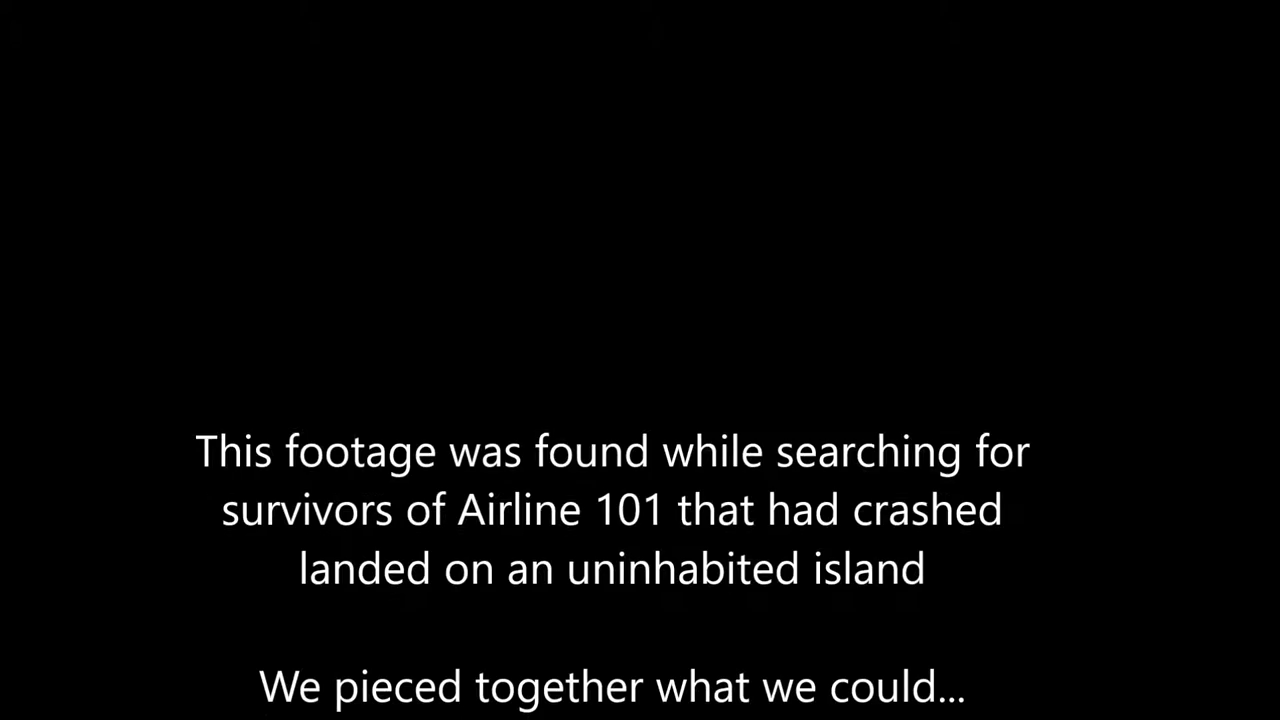 This footage was found while searching for
survivors of Airline 101 that had crashed
landed on an uninhabited island
We pieced together what we could...